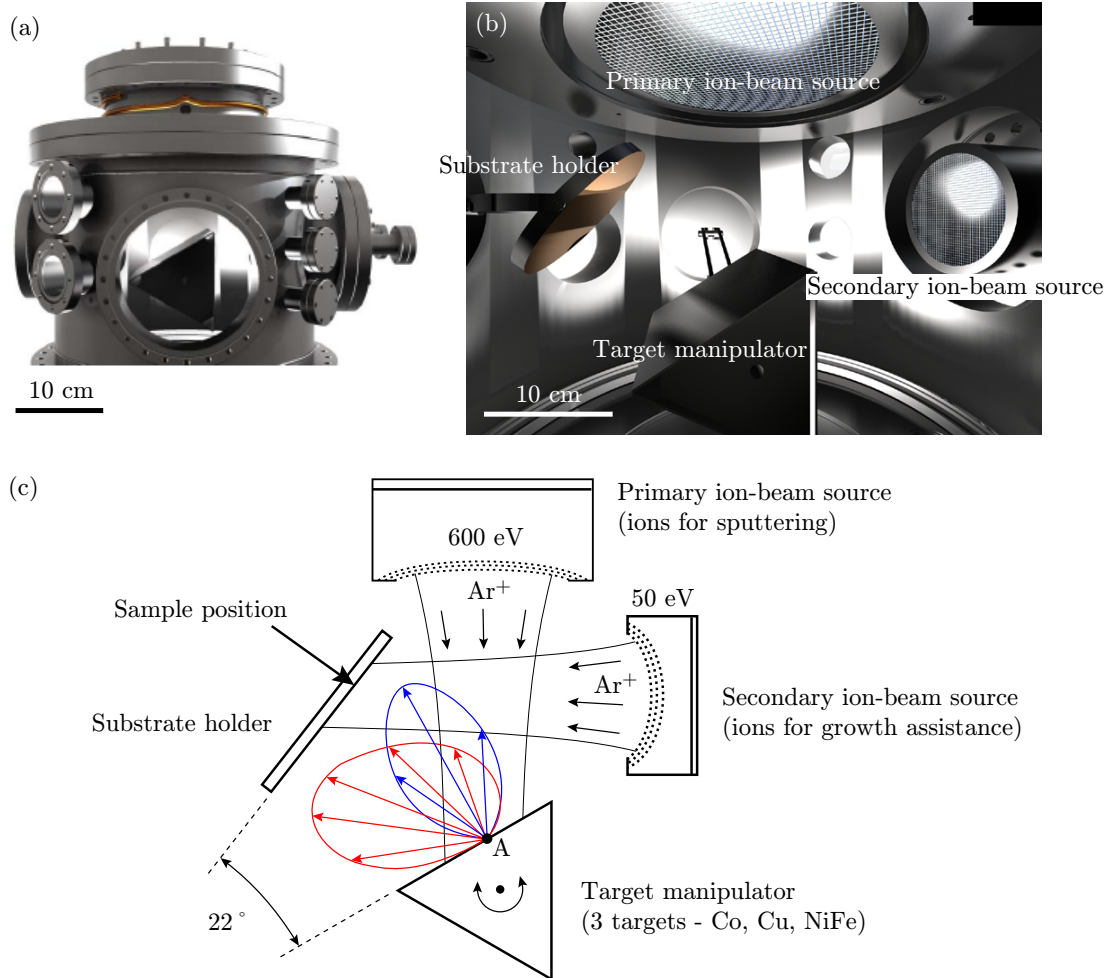 (a)
10 cm
(b)
Primary ion-beam source
Substrate holder
Secondary ion-beam source
Target manipulator
10 cm
(c)
Primary ion-beam source
(ions for sputtering)
600 eV
Ar+
Sample position
50 eV
Ar+
Substrate holder
Secondary ion-beam source
(ions for growth assistance)
A
22°
Target manipulator
(3 targets - Co, Cu, NiFe)